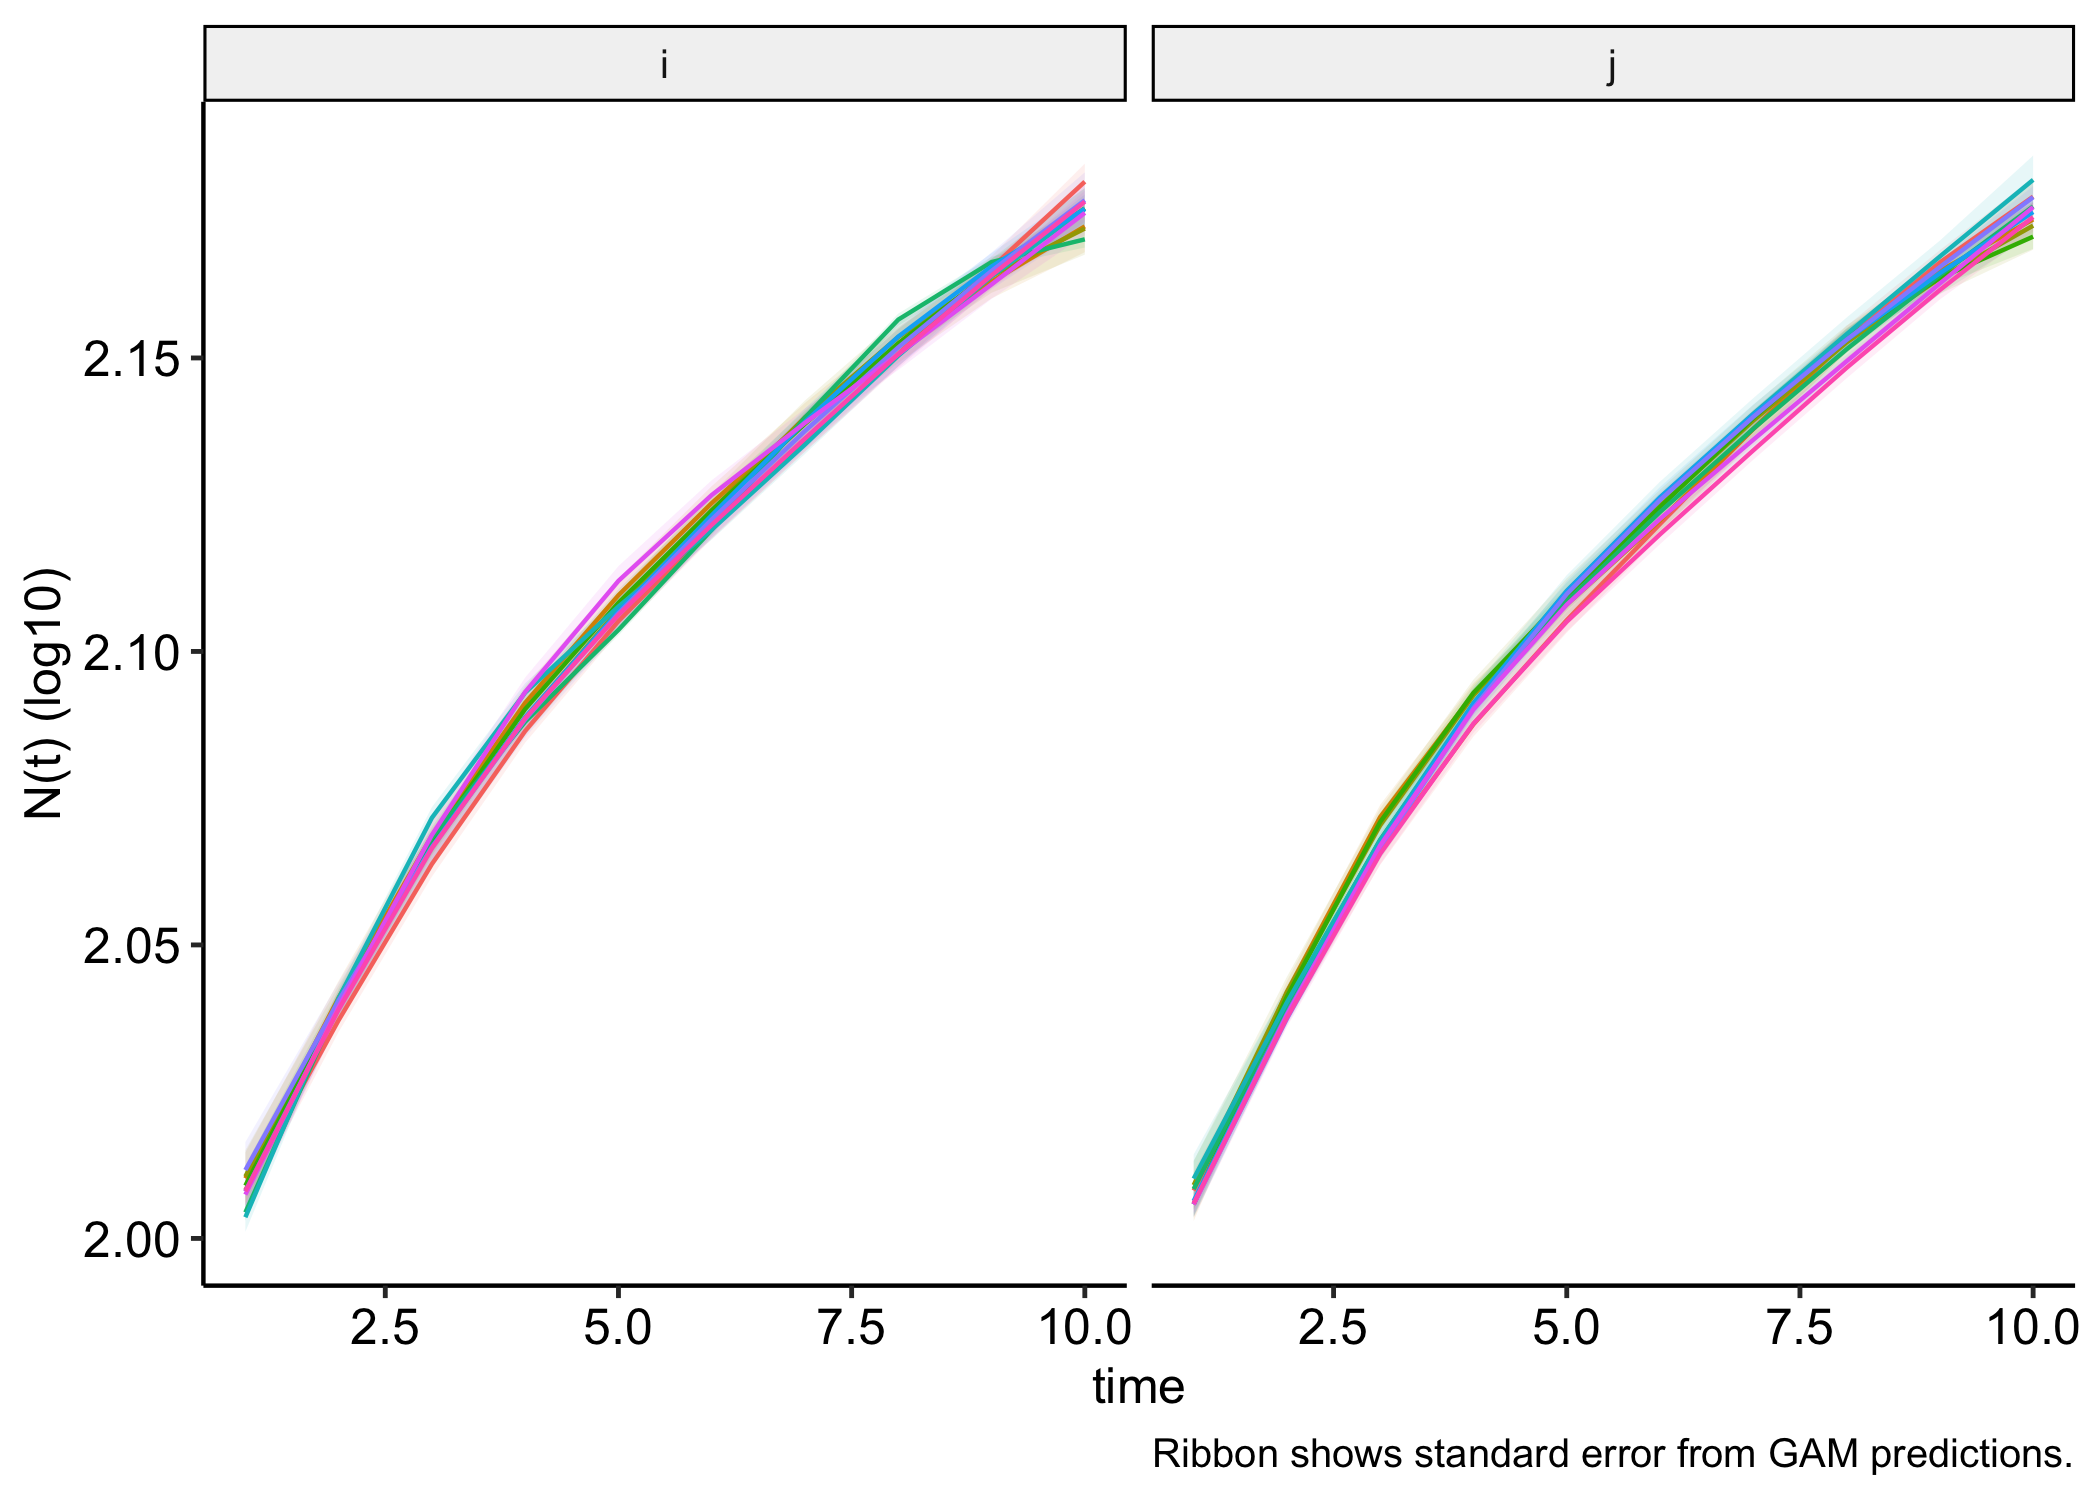 i
j
N(t) (log10)
2.15
2.10
2.05
2.00
2.5 5.0 7.5 10.0
2.5 5.0 7.5 10.0
time
Ribbon shows standard error from GAM predictions.